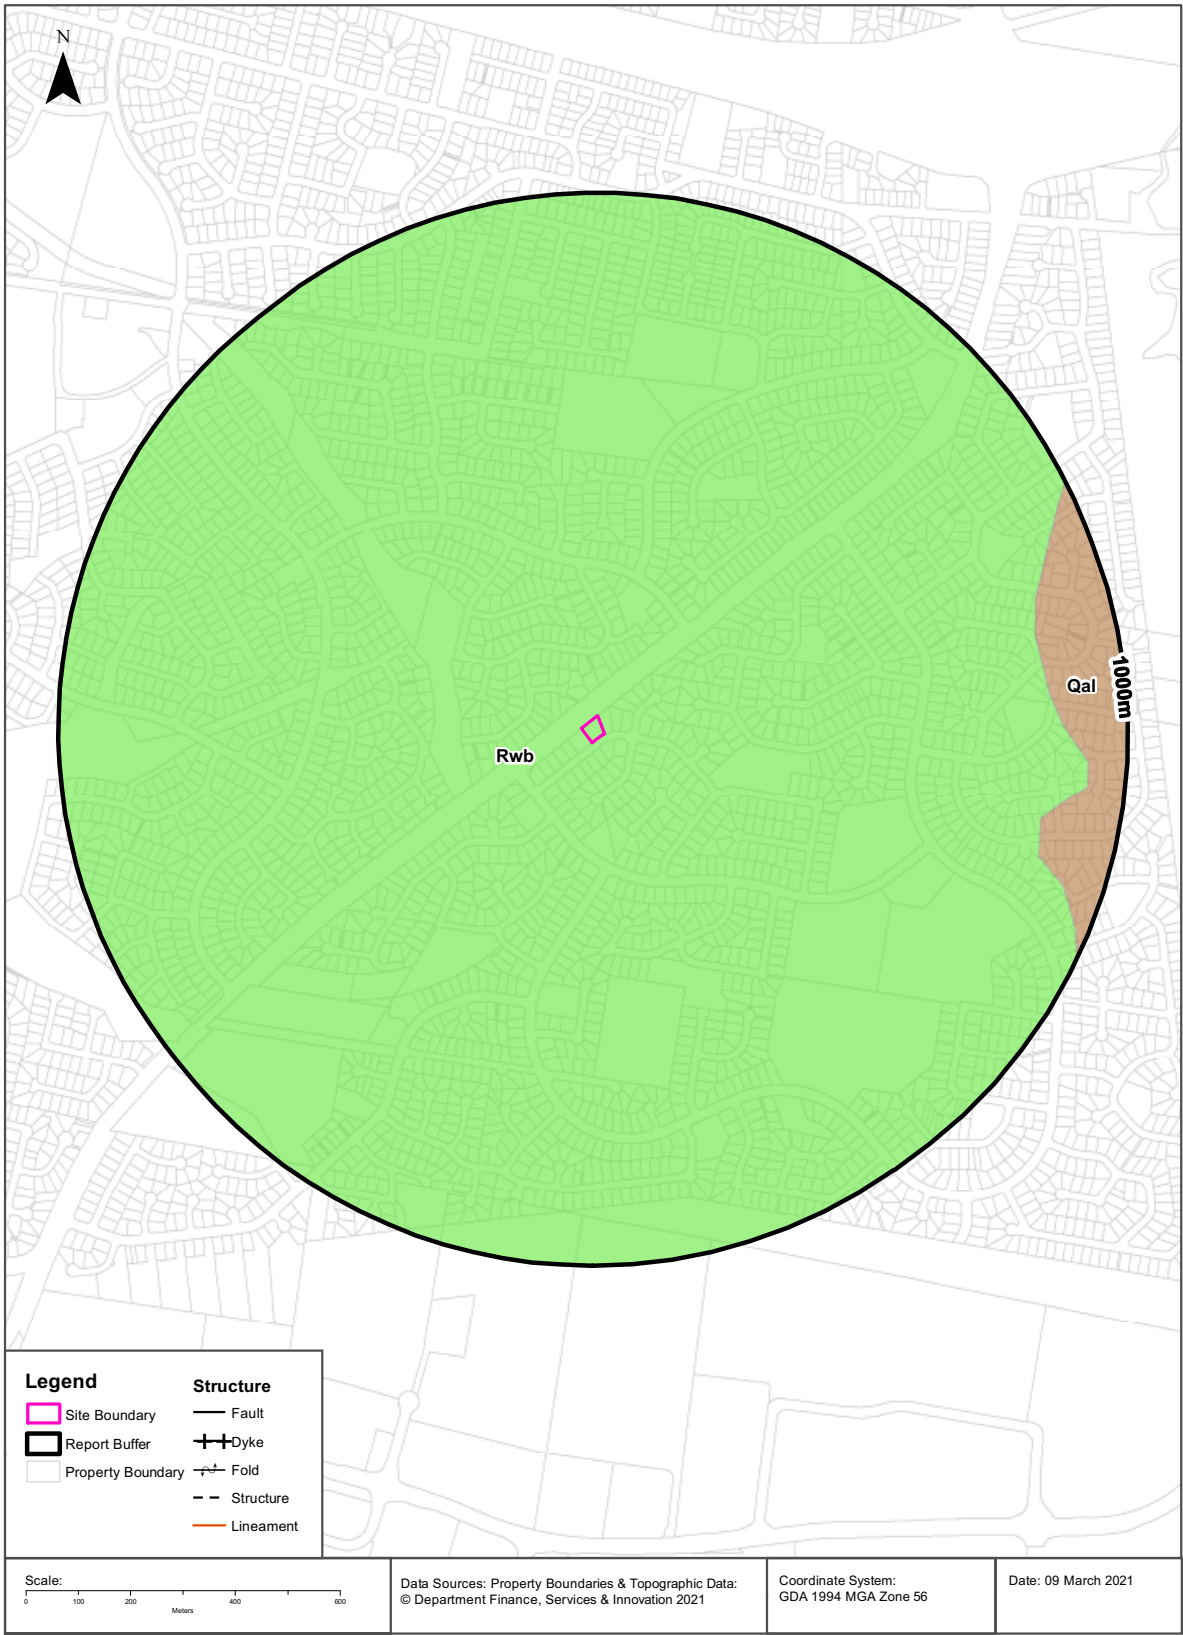 N
1000m
Qal
Rwb
Legend
Site Boundary
Report Buffer
Property Boundary
Structure
Fault
Dyke
Fold
Structure
Lineament
Scale:
0 100 200 400 600
Meters
Data Sources: Property Boundaries & Topographic Data:
© Department Finance, Services & Innovation 2021
Coordinate System:
GDA 1994 MGA Zone 56
Date: 09 March 2021